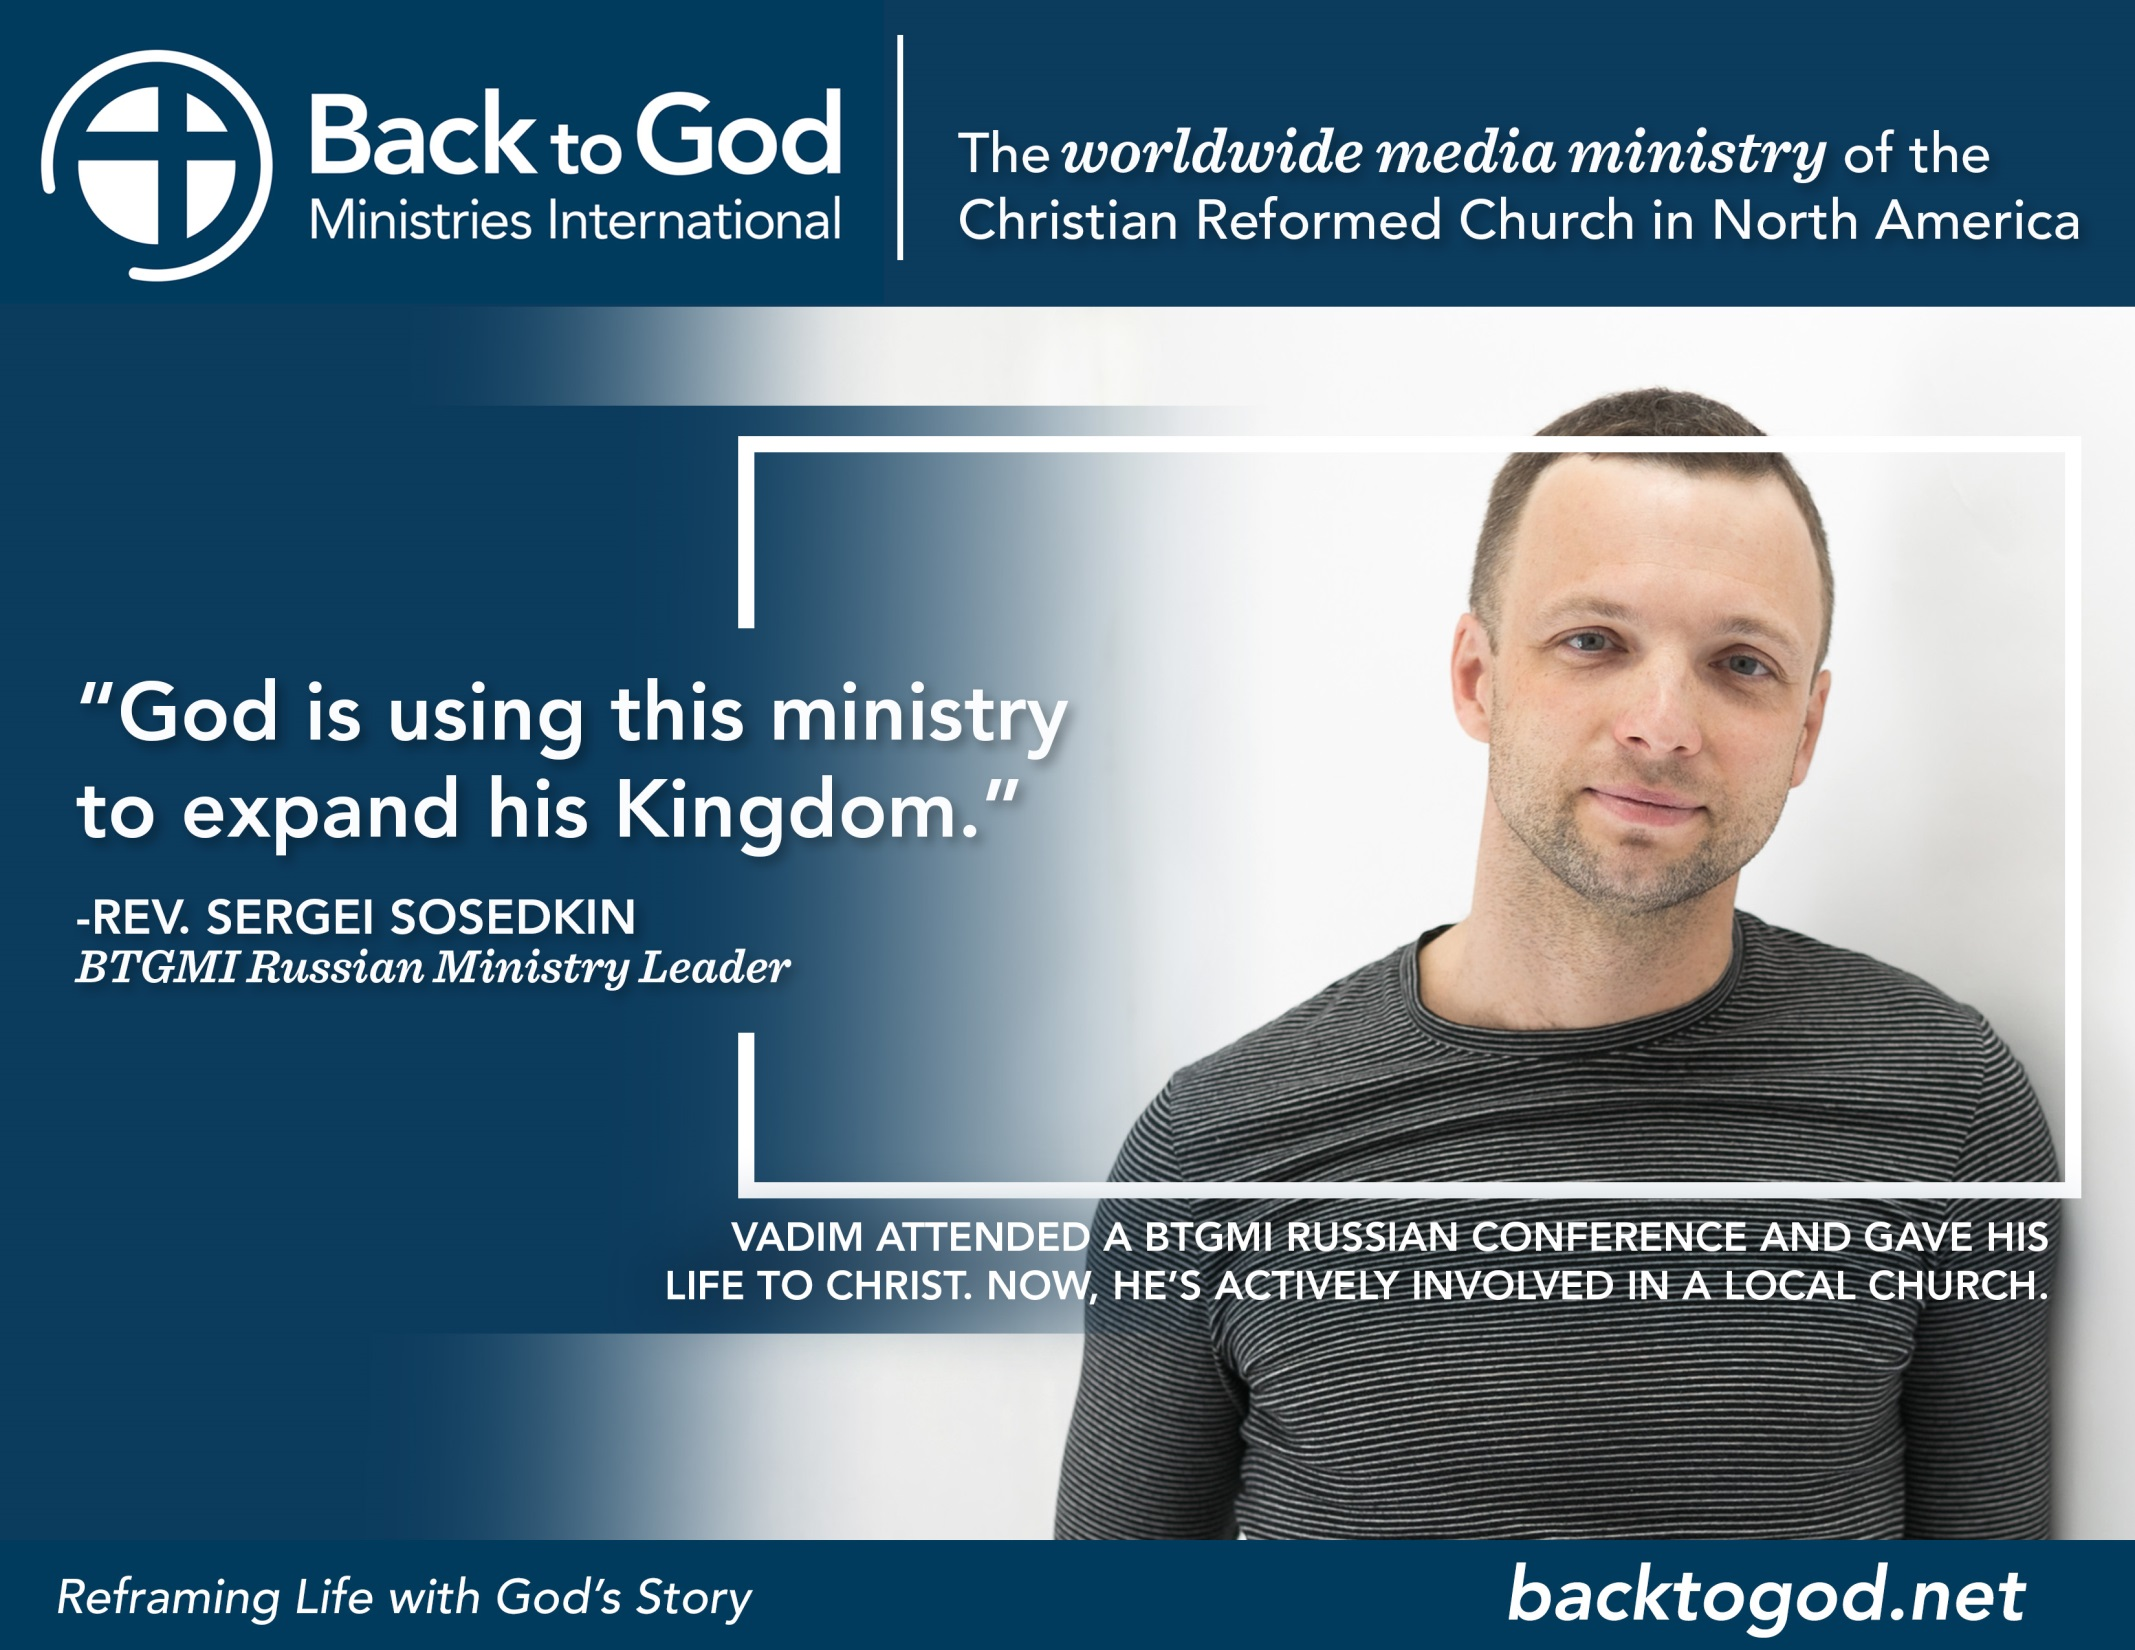 Back to God
Ministries International
The worldwide media ministry of the
Christian Reformed Church in North America
“God is using this ministry
to expand his Kingdom.”
-REV. SERGEI SOSEDKIN
BTGMI Russian Ministry Leader
VADIM ATTENDED A BTGMI RUSSIAN CONFERENCE AND GAVE HIS
LIFE TO CHRIST. NOW, HE’S ACTIVELY INVOLVED IN A LOCAL CHURCH.
Reframing Life with God’s Story
backtogod.net